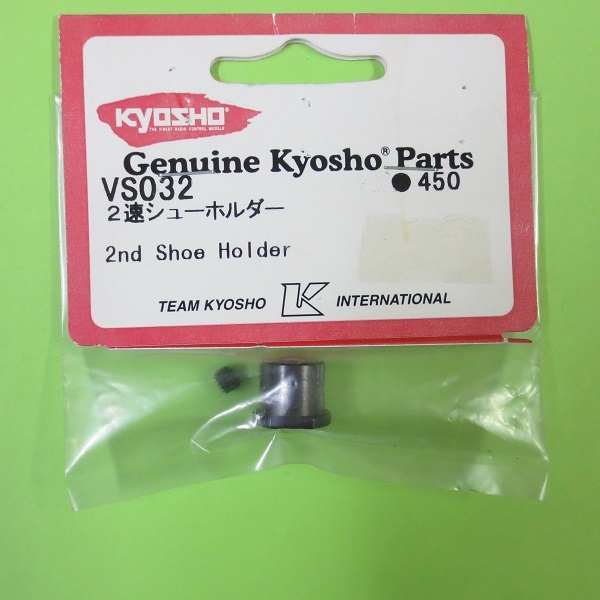 KYOSHO®
THE FINEST RADIO CONTROL MODELS
Genuine Kyosho® Parts
VS032 ●450
2速シューホルダー
2nd Shoe Holder
TEAM KYOSHO K INTERNATIONAL